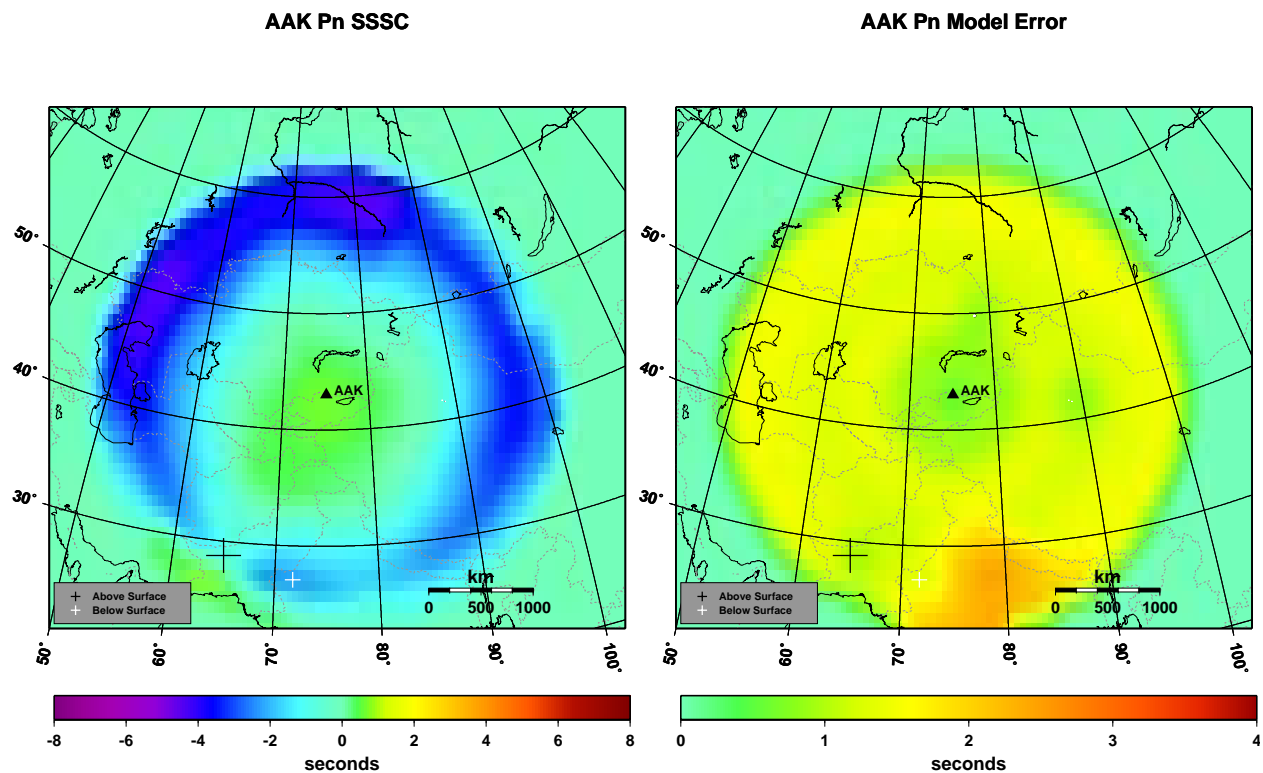 AAK Pn SSSC
AAK Pn Model Error
50°
40°
30°
AAK
km
0 500 1000
+ Above Surface
+ Below Surface
50° 60° 70° 80° 90° 100°
-8 -6 -4 -2 0 2 4 6 8
seconds
50°
40°
30°
AAK
km
0 500 1000
+ Above Surface
+ Below Surface
50° 60° 70° 80° 90° 100°
0 1 2 3 4
seconds